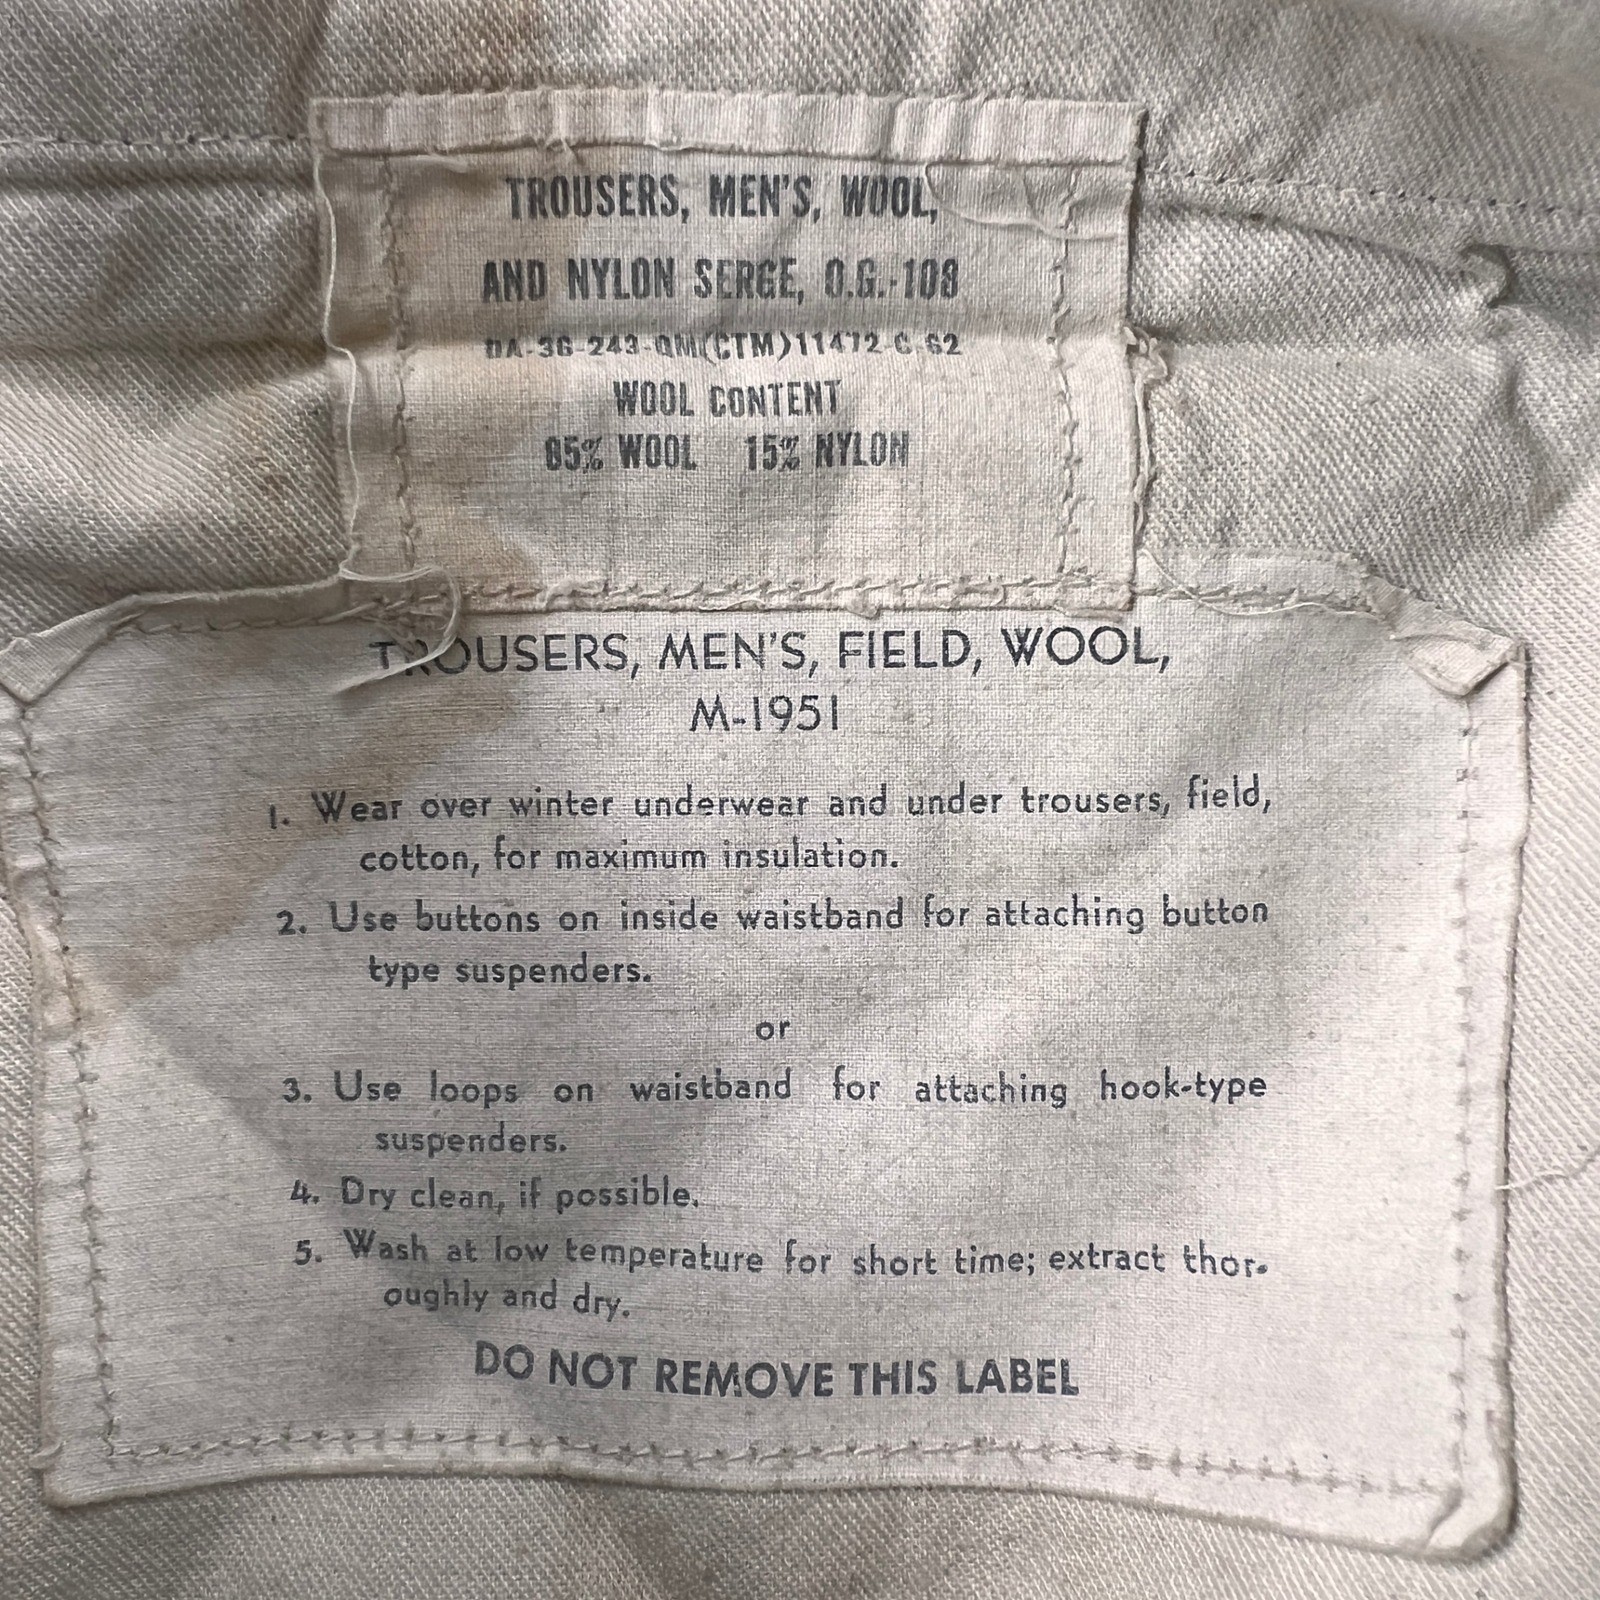 TROUSERS, MEN'S, WOOL,
AND NYLON SERGE, O.G.-108
DA-36-243-QM(CTM)11472-C-62
WOOL CONTENT
85% WOOL 15% NYLON
TROUSERS, MEN'S, FIELD, WOOL,
M-1951
1. Wear over winter underwear and under trousers, field,
cotton, for maximum insulation.
2. Use buttons on inside waistband for attaching button
type suspenders.
or
3. Use loops on waistband for attaching hook-type
suspenders.
4. Dry clean, if possible.
5. Wash at low temperature for short time; extract thor-
oughly and dry.
DO NOT REMOVE THIS LABEL